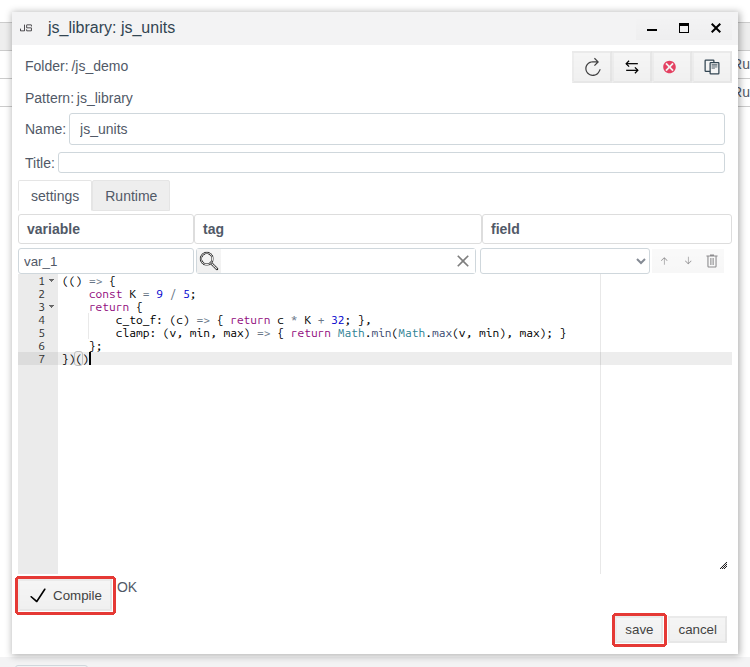 JS js_library: js_units
Folder: /js_demo
Pattern: js_library
Name: js_units
Title:
settings Runtime
variable tag field
var_1
1 (() => {
2 const K = 9 / 5;
3 return {
4 c_to_f: (c) => { return c * K + 32; },
5 clamp: (v, min, max) => { return Math.min(Math.max(v, min), max); }
6 };
7 })()
Compile OK
save cancel
Ru
Ru